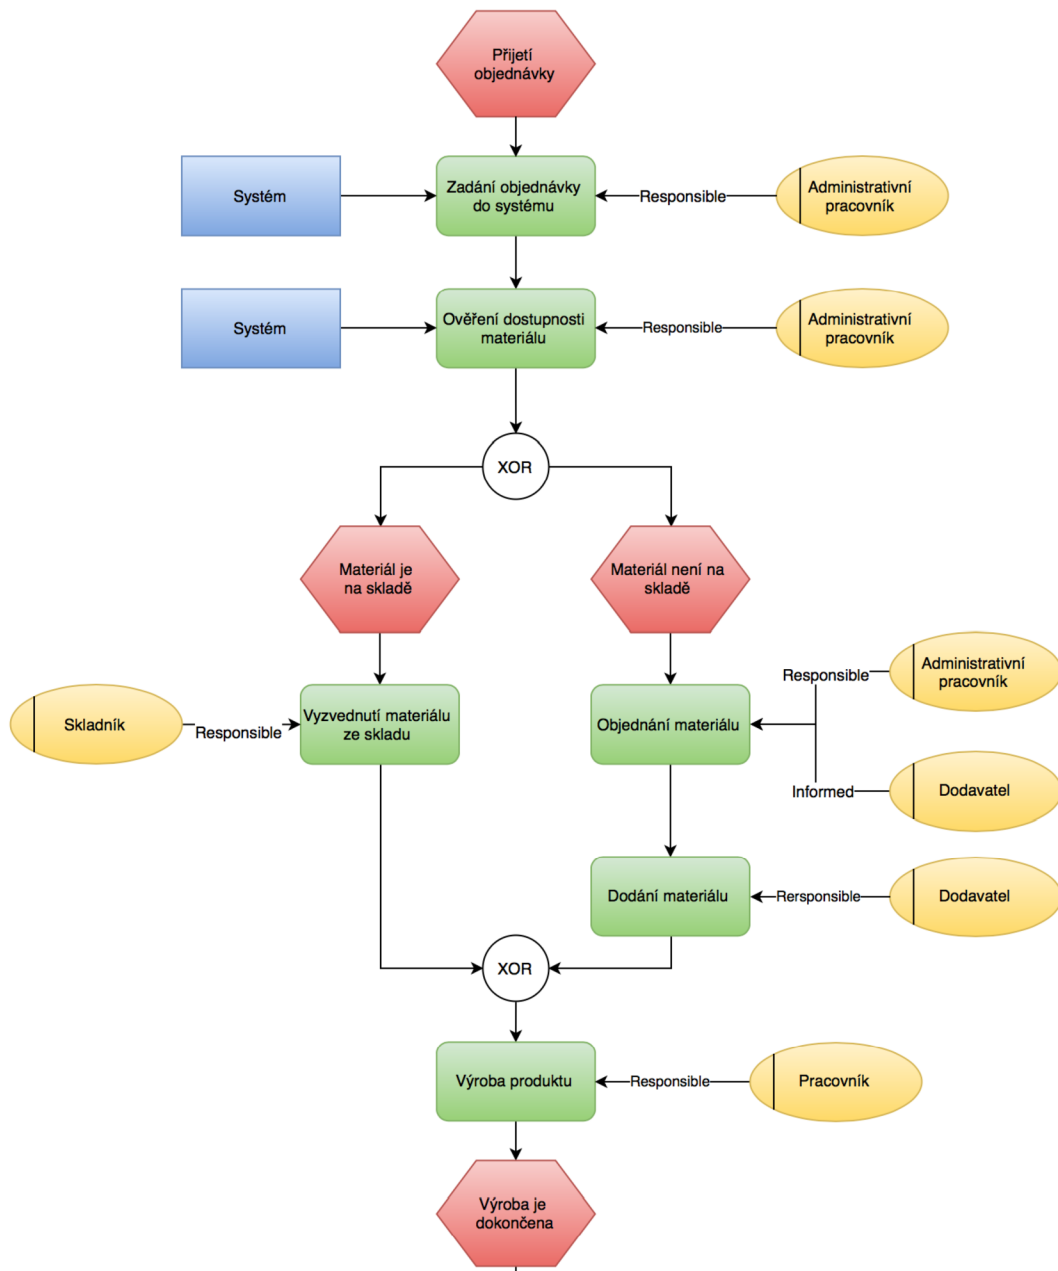 Přijetí
objednávky
Systém
Zadání objednávky
do systému
Responsible
Administrativní
pracovník
Systém
Ověření dostupnosti
materiálu
Responsible
Administrativní
pracovník
XOR
Materiál je
na skladě
Materiál není na
skladě
Skladník
Responsible
Vyzvednutí materiálu
ze skladu
Objednání materiálu
Responsible
Administrativní
pracovník
Informed
Dodavatel
Dodání materiálu
Rersponsible
Dodavatel
XOR
Výroba produktu
Responsible
Pracovník
Výroba je
dokončena